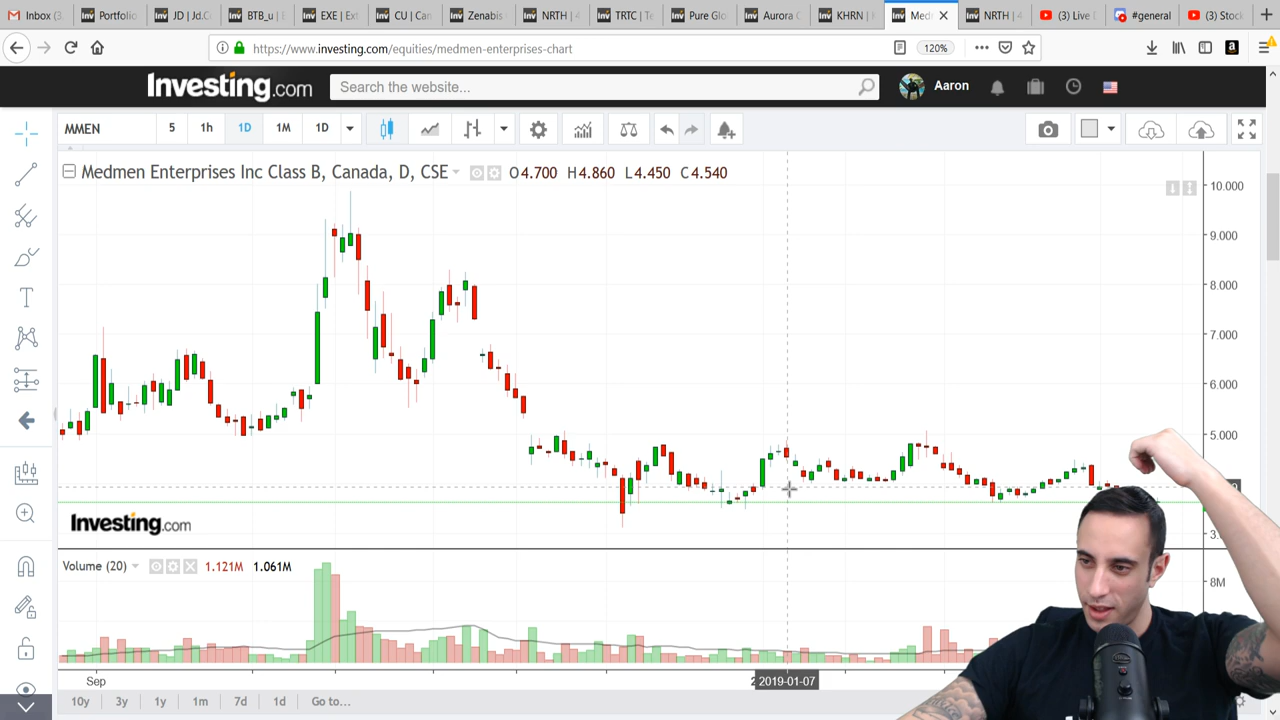 Inbox (3
Portfolio
JD | Jd.C
BTB_u |
EXE | Ext
CU | C
Zenabis
NRTH | 4
TRTC | Te
Pure Glo
Aurora C
KHRN |
Med
NRTH | 4
(3) Live (
#general
(3) Stock
https://www.investing.com/equities/medmen-enterprises-chart
120%
Investing.com
Search the website...
Aaron
MMEN
5
1h
1D
1M
1D
Medmen Enterprises Inc Class B, Canada, D, CSE
O4.700 H4.860 L4.450 C4.540
10.000
9.000
8.000
7.000
6.000
5.000
Investing.com
Volume (20)
1.121M 1.061M
8M
Sep
2019-01-07
10y
3y
1y
1m
7d
1d
Go to...